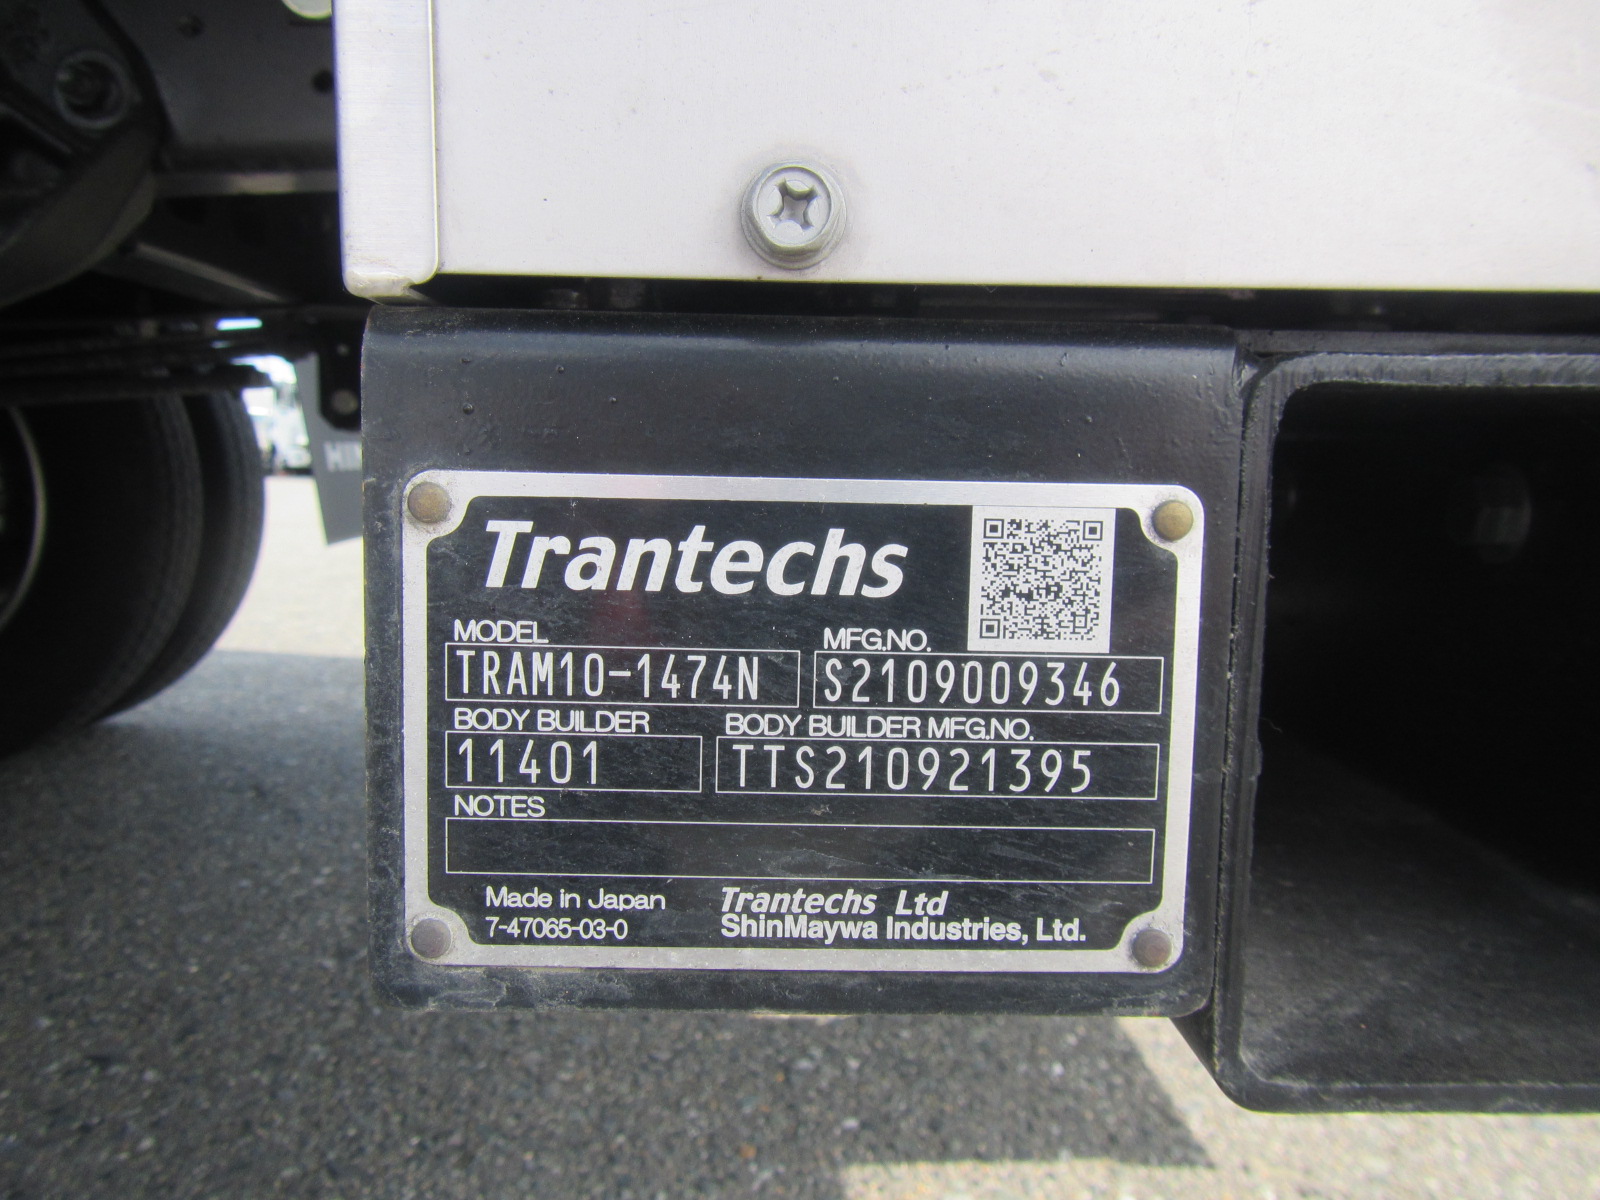 Trantechs
MODEL MFG.NO.
TRAM10-1474N S2109009346
BODY BUILDER BODY BUILDER MFG.NO.
11401 TTS210921395
NOTES
Made in Japan Trantechs Ltd
7-47065-03-0 ShinMaywa Industries, Ltd.